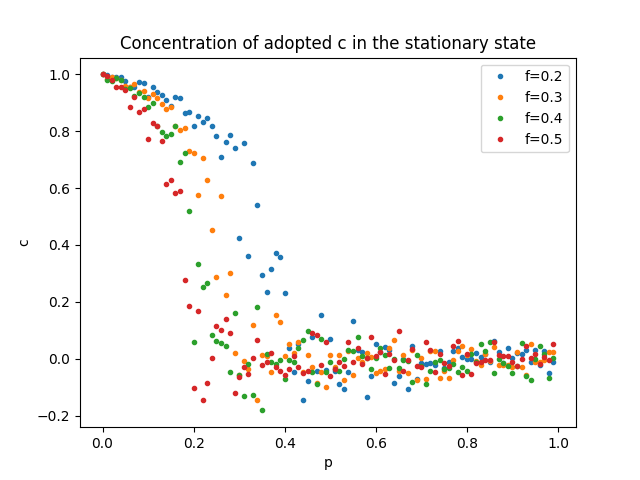 Concentration of adopted c in the stationary state
f=0.2
f=0.3
f=0.4
f=0.5
1.0
0.8
0.6
0.4
0.2
0.0
−0.2
c
0.0 0.2 0.4 0.6 0.8 1.0
p